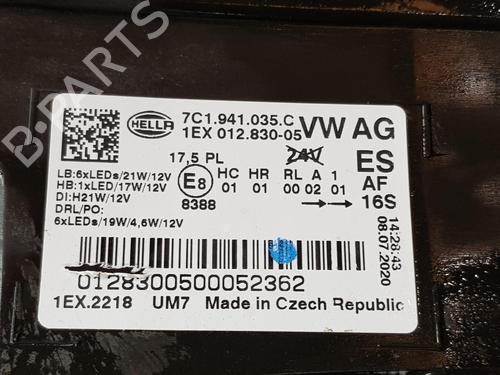 B-PARTS
HELLA
7C1.941.035.C
1EX 012.830-05
VW AG
17,5 PL
HC HR RL A 1
ES
LB:6xLEDs/21W/12V
E8
01 01 00 02 01
AF
HB:1xLED/17W/12V
DI:H21W/12V
8388
16S
DRL/PO:
6xLEDs/19W/4,6W/12V
14:28:43
08.07.2020
0128300500052362
1EX.2218 UM7 Made in Czech Republic